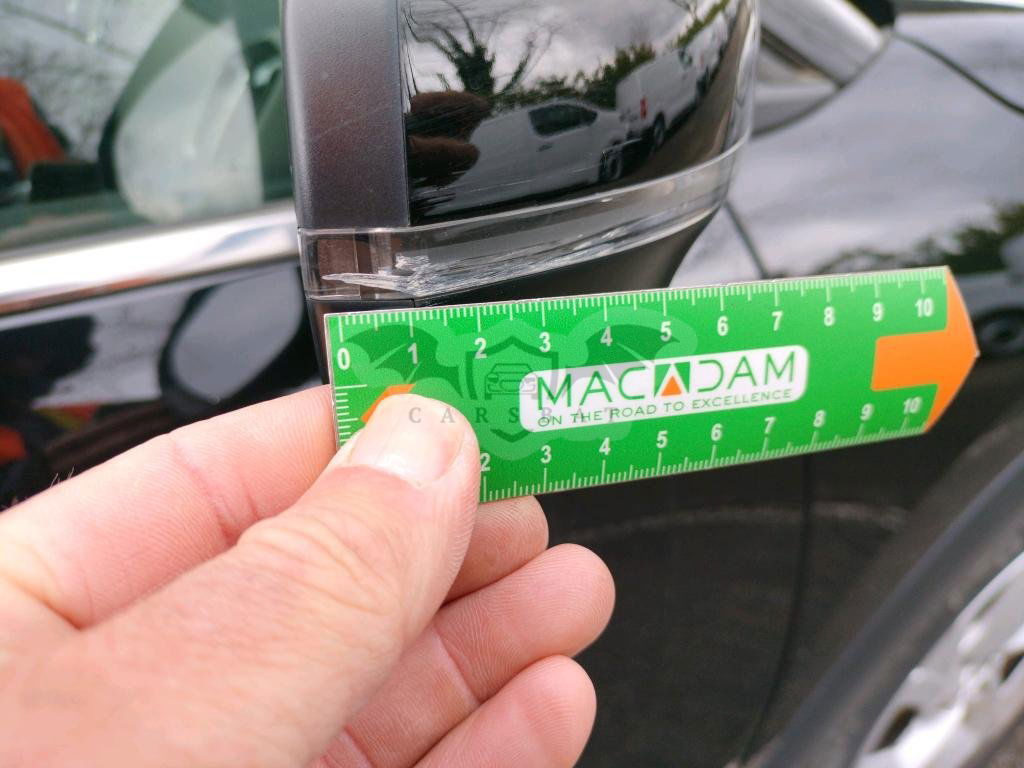 0 1 2 3 4 5 6 7 8 9 10
MACADAM
ON THE ROAD TO EXCELLENCE
CARSBAT
2 3 4 5 6 7 8 9 10